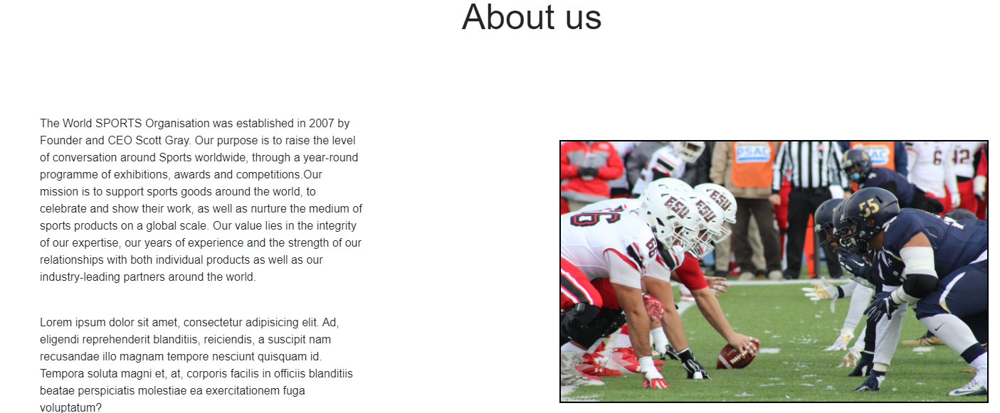 About us
The World SPORTS Organisation was established in 2007 by
Founder and CEO Scott Gray. Our purpose is to raise the level
of conversation around Sports worldwide, through a year-round
programme of exhibitions, awards and competitions.Our
mission is to support sports goods around the world, to
celebrate and show their work, as well as nurture the medium of
sports products on a global scale. Our value lies in the integrity
of our expertise, our years of experience and the strength of our
relationships with both individual products as well as our
industry-leading partners around the world.
Lorem ipsum dolor sit amet, consectetur adipisicing elit. Ad,
eligendi reprehenderit blanditiis, reiciendis, a suscipit nam
recusandae illo magnam tempore nesciunt quisquam id.
Tempora soluta magni et, at, corporis facilis in officiis blanditiis
beatae perspiciatis molestiae ea exercitationem fuga
voluptatum?
PSAC
AC
6
12
ESU
ESU
ESU
55
76
66